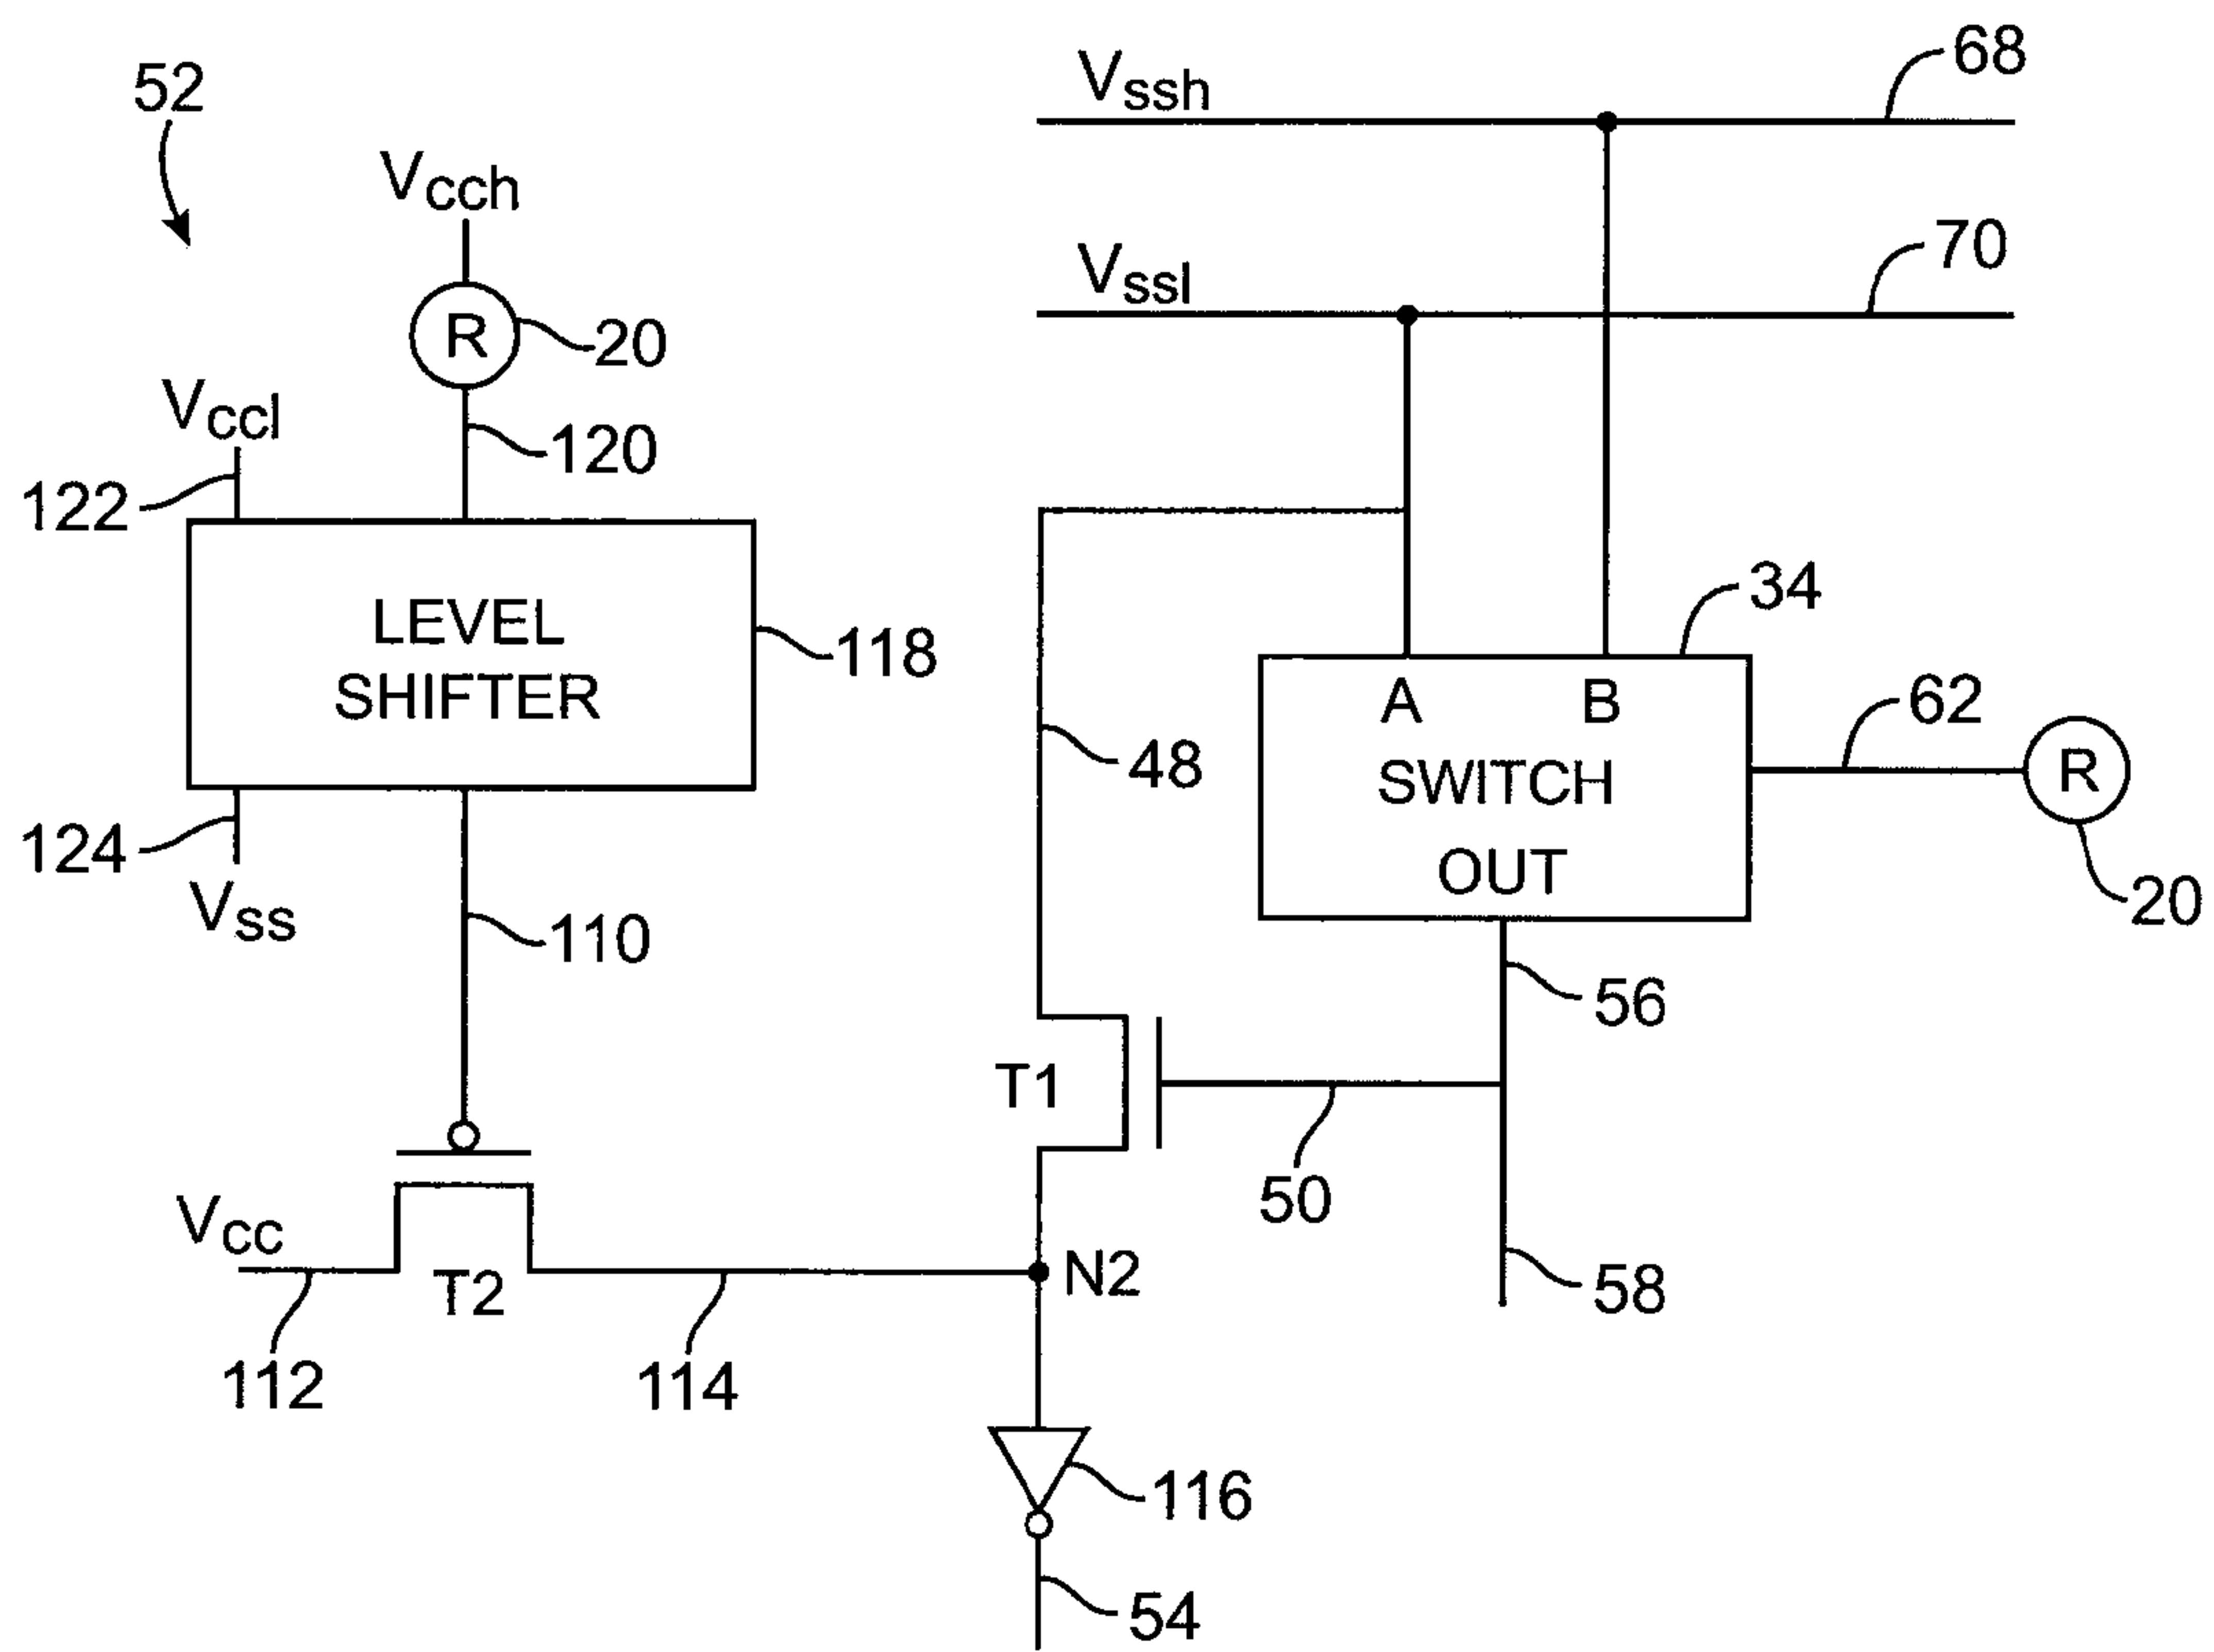 52
Vssh
68
Vcch
Vssl
70
R
20
Vccl
120
122
LEVEL
SHIFTER
118
34
A B
SWITCH
OUT
62
R
20
48
124
Vss
110
56
T1
50
Vcc
T2
N2
58
112
114
116
54